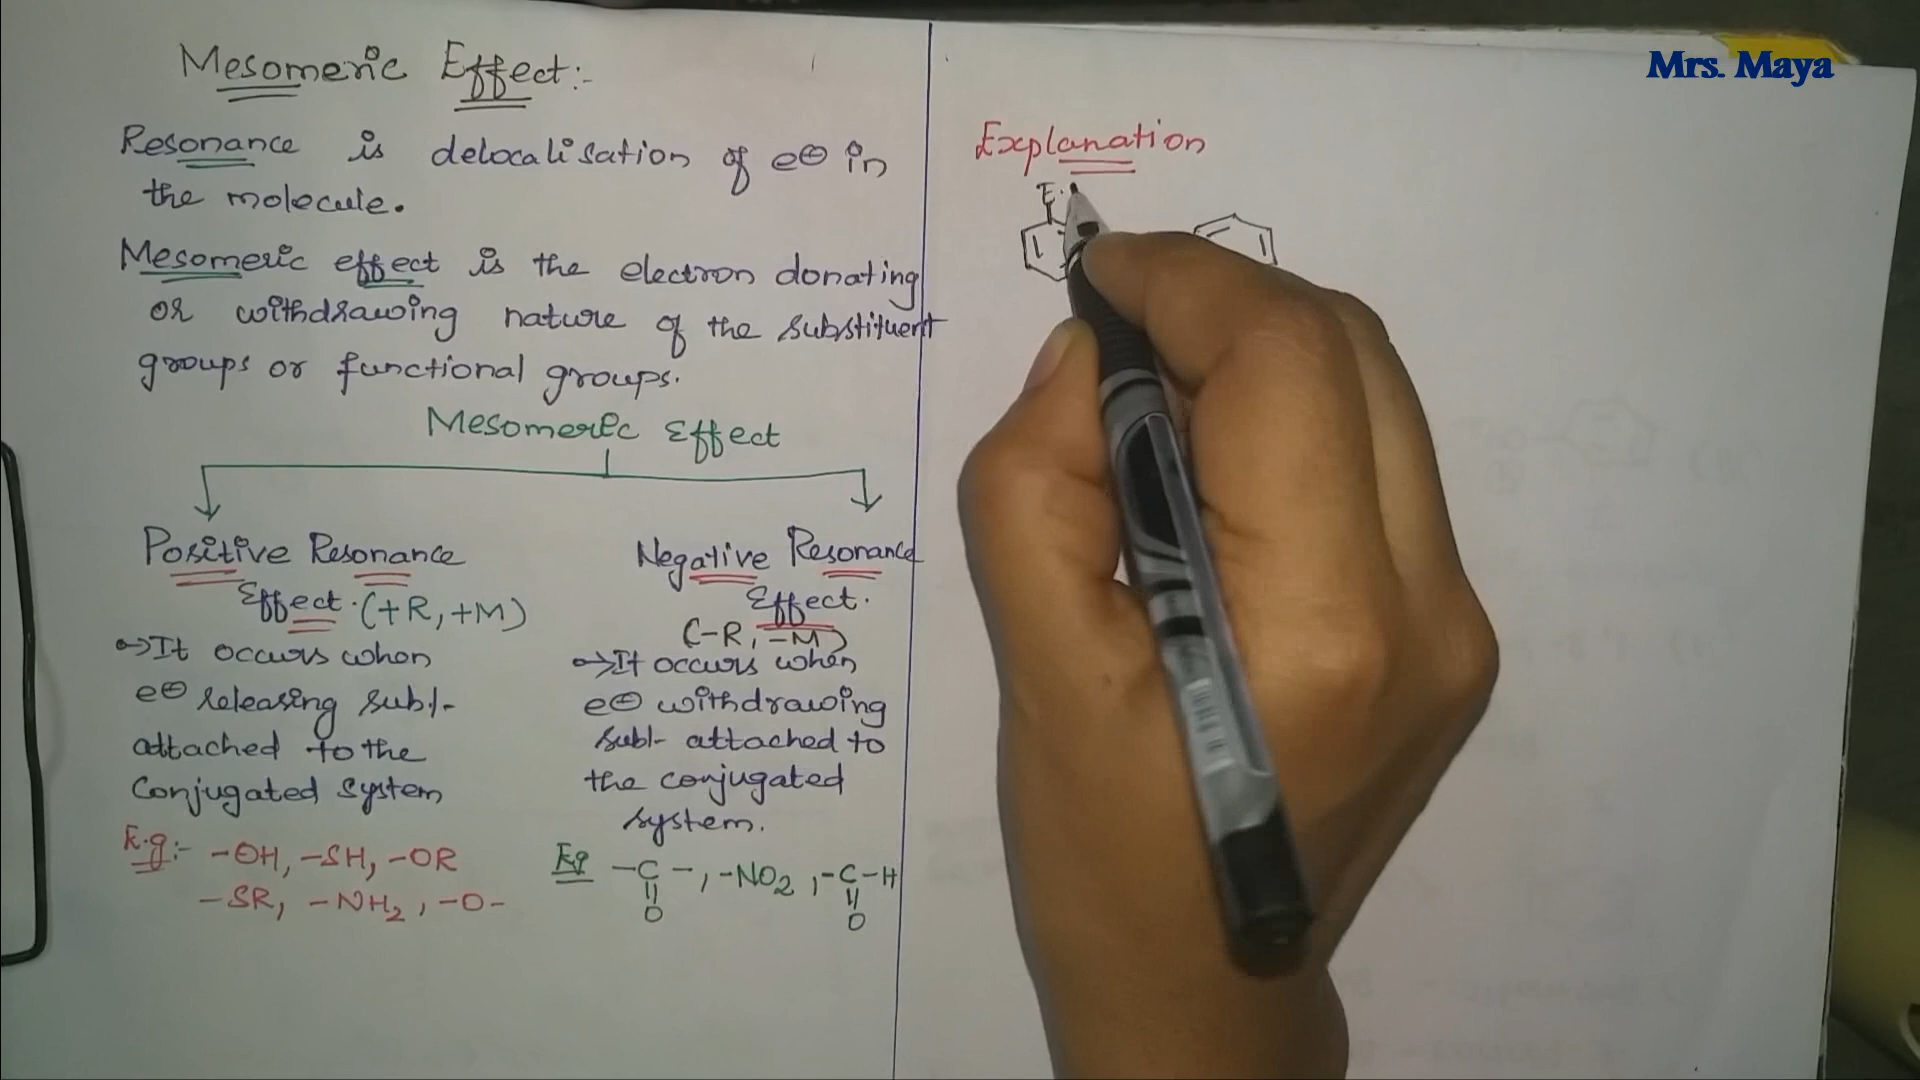 Mesomeric Effect:-
Resonance is delocalisation of e⊖ in
the molecule.
Mesomeric effect is the electron donating
or withdrawing nature of the substituent
groups or functional groups.
Mesomeric Effect
Positive Resonance
Effect. (+R, +M)
→It occurs when
e⊖ releasing subt-
attached to the
Conjugated system
E.g:- -OH, -SH, -OR
-SR, -NH2, -O-
Negative Resonance
Effect.
(-R, -M)
→It occurs when
e⊖ withdrawing
subt- attached to
the conjugated
system.
Eg -C-, -NO2, -C-H
O O
Mrs. Maya
Explanation
E.